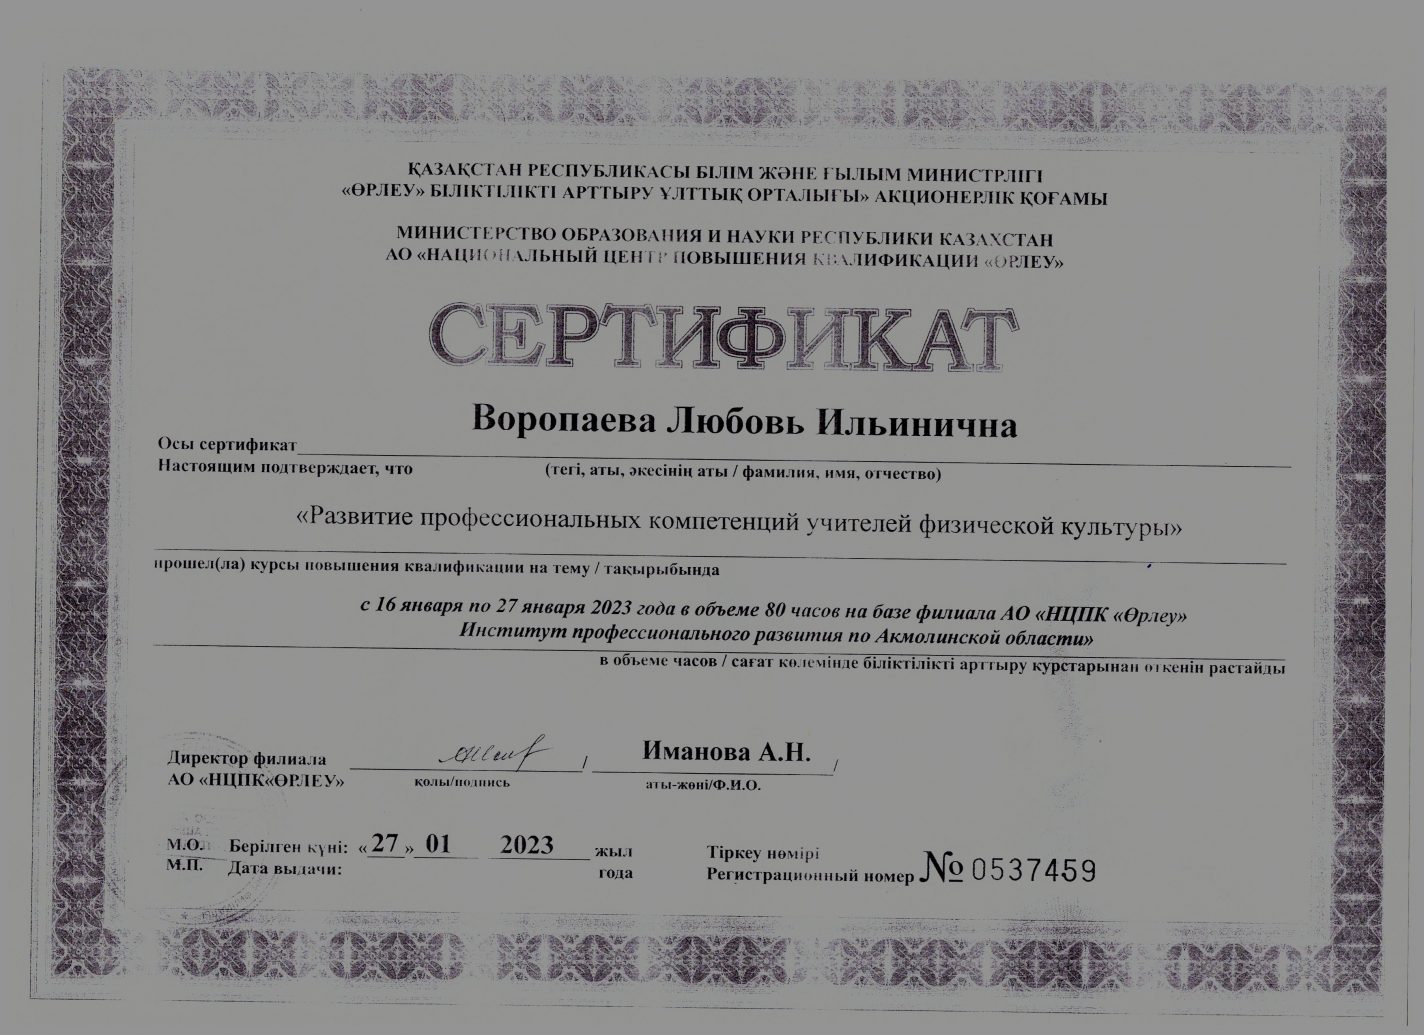 ҚАЗАҚСТАН РЕСПУБЛИКАСЫ БІЛІМ ЖӘНЕ ҒЫЛЫМ МИНИСТРЛІГІ
«ӨРЛЕУ» БІЛІКТІЛІКТІ АРТТЫРУ ҰЛТТЫҚ ОРТАЛЫҒЫ» АКЦИОНЕРЛІК ҚОҒАМЫ
МИНИСТЕРСТВО ОБРАЗОВАНИЯ И НАУКИ РЕСПУБЛИКИ КАЗАХСТАН
АО «НАЦИОНАЛЬНЫЙ ЦЕНТР ПОВЫШЕНИЯ КВАЛИФИКАЦИИ «ӨРЛЕУ»
СЕРТИФИКАТ
Воропаева Любовь Ильинична
Осы сертификат
Настоящим подтверждает, что (тегі, аты, әкесінің аты / фамилия, имя, отчество)
«Развитие профессиональных компетенций учителей физической культуры»
прошел(ла) курсы повышения квалификации на тему / тақырыбында
с 16 января по 27 января 2023 года в объеме 80 часов на базе филиала АО «НЦПК «Өрлеу»
Институт профессионального развития по Акмолинской области»
в объеме часов / сағат көлемінде біліктілікті арттыру курстарынан өткенін растайды
Директор филиала / Иманова А.Н. /
АО «НЦПК«ӨРЛЕУ» қолы/подпись аты-жөні/Ф.И.О.
М.О. Берілген күні: «27» 01 2023 жыл Тіркеу нөмірі
М.П. Дата выдачи: года Регистрационный номер № 0537459